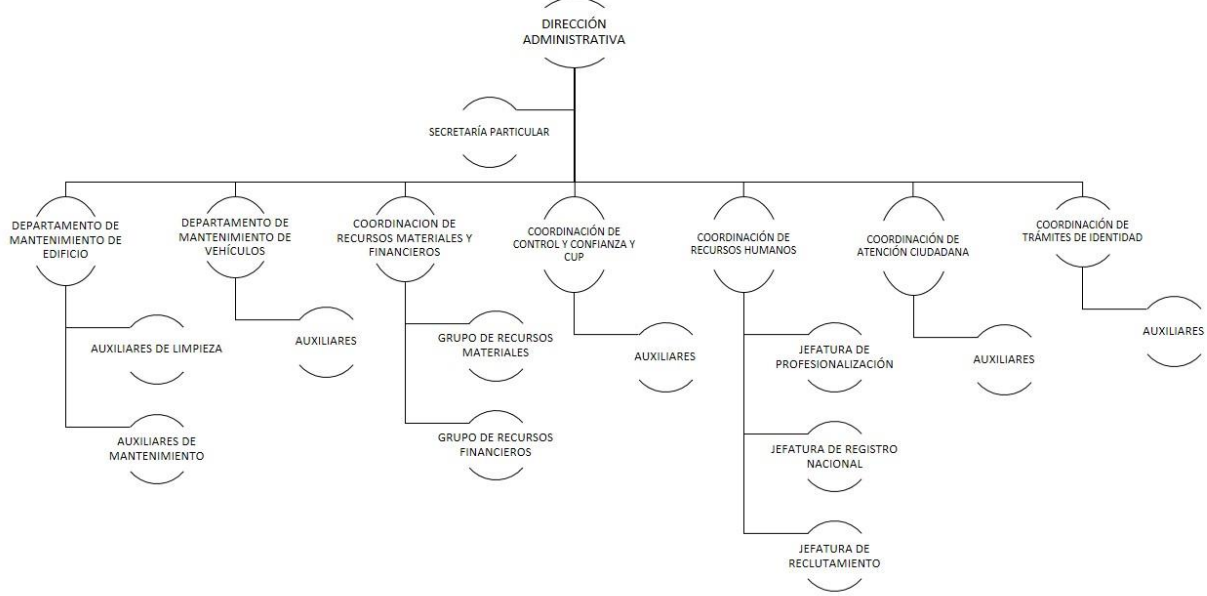 DIRECCIÓN
ADMINISTRATIVA
SECRETARÍA PARTICULAR
DEPARTAMENTO DE
MANTENIMIENTO DE
EDIFICIO
DEPARTAMENTO DE
MANTENIMIENTO DE
VEHÍCULOS
COORDINACION DE
RECURSOS MATERIALES Y
FINANCIEROS
COORDINACIÓN DE
CONTROL Y CONFIANZA Y
CUP
COORDINACIÓN DE
RECURSOS HUMANOS
COORDINACIÓN DE
ATENCIÓN CIUDADANA
COORDINACIÓN DE
TRÁMITES DE IDENTIDAD
AUXILIARES DE LIMPIEZA
AUXILIARES DE
MANTENIMIENTO
AUXILIARES
GRUPO DE RECURSOS
MATERIALES
GRUPO DE RECURSOS
FINANCIEROS
AUXILIARES
JEFATURA DE
PROFESIONALIZACIÓN
JEFATURA DE REGISTRO
NACIONAL
JEFATURA DE
RECLUTAMIENTO
AUXILIARES
AUXILIARES